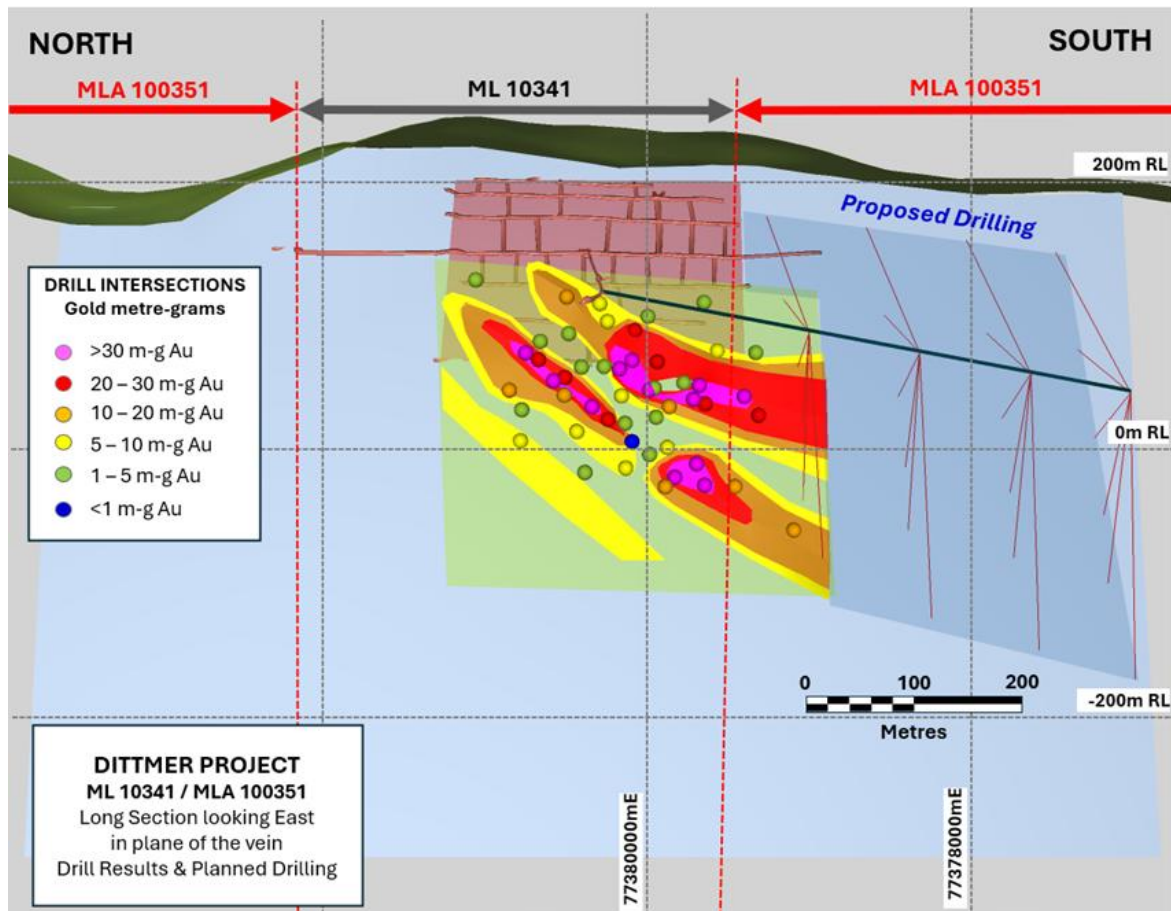 NORTH
SOUTH
MLA 100351
ML 10341
MLA 100351
200m RL
Proposed Drilling
DRILL INTERSECTIONS
Gold metre-grams
>30 m-g Au
20 – 30 m-g Au
10 – 20 m-g Au
5 – 10 m-g Au
1 – 5 m-g Au
<1 m-g Au
0m RL
0 100 200
Metres
-200m RL
DITTMER PROJECT
ML 10341 / MLA 100351
Long Section looking East
in plane of the vein
Drill Results & Planned Drilling
7738000mE
7737800mE